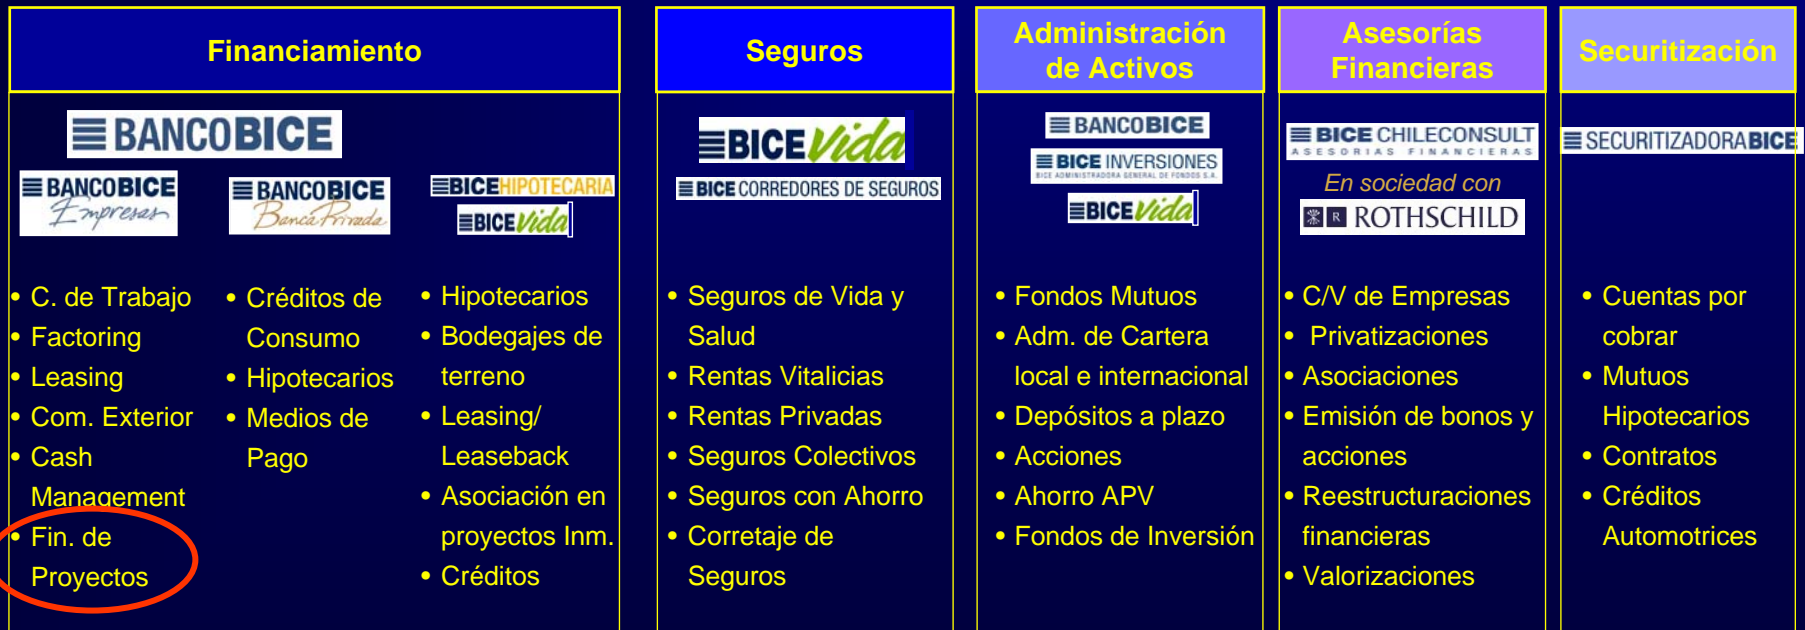 Financiamiento
BANCOBICE
BANCOBICE
Empresas
BANCOBICE
Banca Privada
BICEHIPOTECARIA
BICEVida
• C. de Trabajo
• Factoring
• Leasing
• Com. Exterior
• Cash
Management
• Fin. de
Proyectos
• Créditos de
Consumo
• Hipotecarios
• Medios de
Pago
• Hipotecarios
• Bodegajes de
terreno
• Leasing/
Leaseback
• Asociación en
proyectos Inm.
• Créditos
Seguros
BICEVida
BICE CORREDORES DE SEGUROS
• Seguros de Vida y
Salud
• Rentas Vitalicias
• Rentas Privadas
• Seguros Colectivos
• Seguros con Ahorro
• Corretaje de
Seguros
Administración
de Activos
BANCOBICE
BICE INVERSIONES
BICE ADMINISTRADORA GENERAL DE FONDOS S.A.
BICEVida
• Fondos Mutuos
• Adm. de Cartera
local e internacional
• Depósitos a plazo
• Acciones
• Ahorro APV
• Fondos de Inversión
Asesorías
Financieras
BICE CHILECONSULT
ASESORIAS FINANCIERAS
En sociedad con
R ROTHSCHILD
• C/V de Empresas
• Privatizaciones
• Asociaciones
• Emisión de bonos y
acciones
• Reestructuraciones
financieras
• Valorizaciones
Securitización
SECURITIZADORABICE
• Cuentas por
cobrar
• Mutuos
Hipotecarios
• Contratos
• Créditos
Automotrices